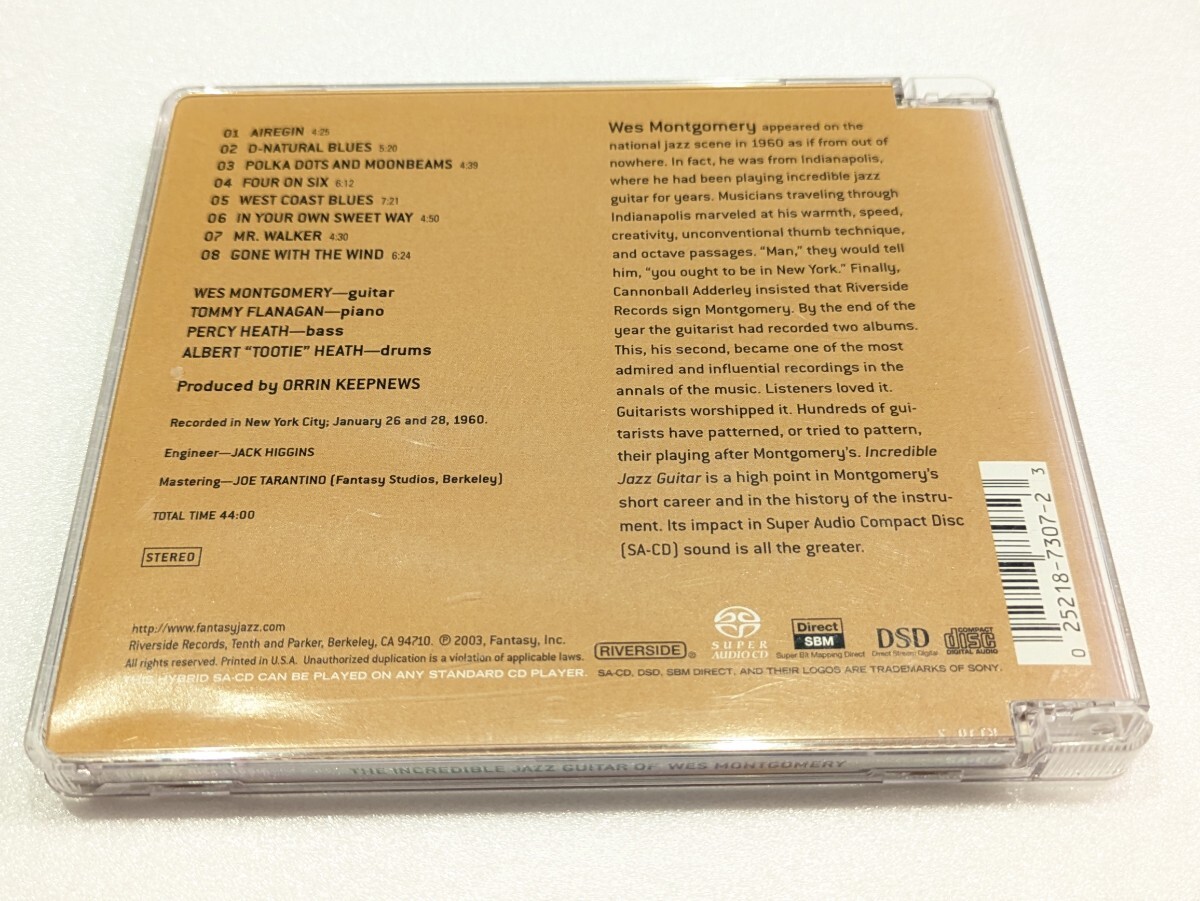 01 AIREGIN 4:25
02 D-NATURAL BLUES 5:20
03 POLKA DOTS AND MOONBEAMS 4:39
04 FOUR ON SIX 6:12
05 WEST COAST BLUES 7:21
06 IN YOUR OWN SWEET WAY 4:50
07 MR. WALKER 4:30
08 GONE WITH THE WIND 6:24
WES MONTGOMERY—guitar
TOMMY FLANAGAN—piano
PERCY HEATH—bass
ALBERT “TOOTIE” HEATH—drums
Produced by ORRIN KEEPNEWS
Recorded in New York City; January 26 and 28, 1960.
Engineer—JACK HIGGINS
Mastering—JOE TARANTINO (Fantasy Studios, Berkeley)
TOTAL TIME 44:00
STEREO
Wes Montgomery appeared on the
national jazz scene in 1960 as if from out of
nowhere. In fact, he was from Indianapolis,
where he had been playing incredible jazz
guitar for years. Musicians traveling through
Indianapolis marveled at his warmth, speed,
creativity, unconventional thumb technique,
and octave passages. “Man,” they would tell
him, “you ought to be in New York.” Finally,
Cannonball Adderley insisted that Riverside
Records sign Montgomery. By the end of the
year the guitarist had recorded two albums.
This, his second, became one of the most
admired and influential recordings in the
annals of the music. Listeners loved it.
Guitarists worshipped it. Hundreds of gui-
tarists have patterned, or tried to pattern,
their playing after Montgomery’s. Incredible
Jazz Guitar is a high point in Montgomery’s
short career and in the history of the instru-
ment. Its impact in Super Audio Compact Disc
(SA-CD) sound is all the greater.
http://www.fantasyjazz.com
Riverside Records, Tenth and Parker, Berkeley, CA 94710. ℗ 2003, Fantasy, Inc.
All rights reserved. Printed in U.S.A. Unauthorized duplication is a violation of applicable laws.
THIS HYBRID SA-CD CAN BE PLAYED ON ANY STANDARD CD PLAYER.
RIVERSIDE ®
SUPER AUDIO CD
Direct SBM
Super Bit Mapping Direct
DSD
Direct Stream Digital
COMPACT disc DIGITAL AUDIO
SA-CD, DSD, SBM DIRECT, AND THEIR LOGOS ARE TRADEMARKS OF SONY.
0 25218-7307-2 3
THE INCREDIBLE JAZZ GUITAR OF WES MONTGOMERY